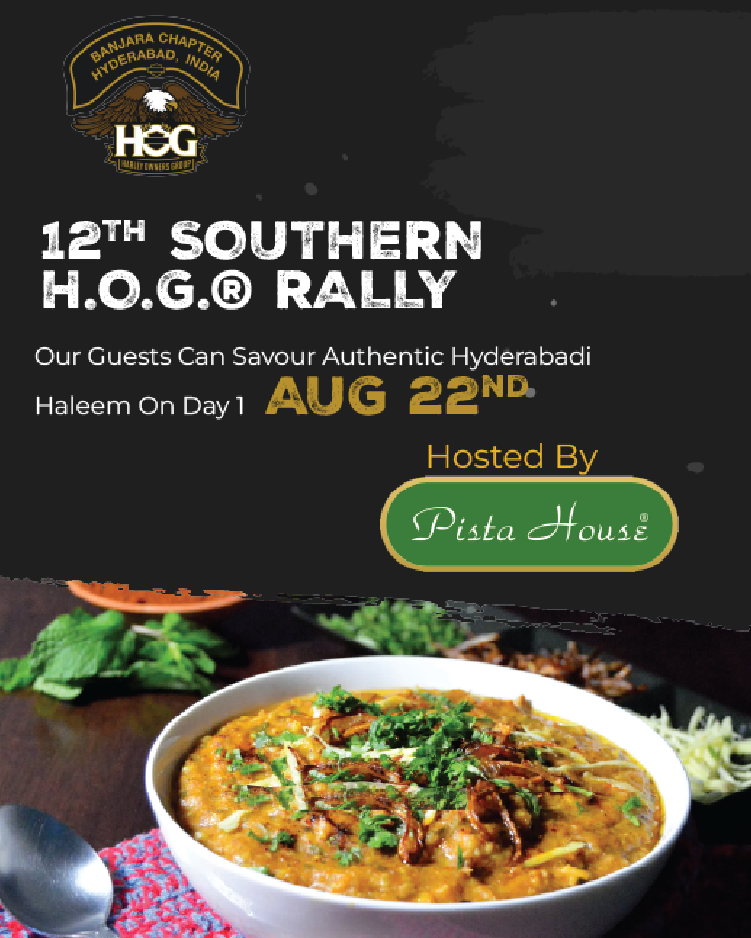 BANJARA CHAPTER
HYDERABAD, INDIA
HOG
HARLEY OWNERS GROUP
12TH SOUTHERN
H.O.G.® RALLY
Our Guests Can Savour Authentic Hyderabadi
Haleem On Day 1 AUG 22ND
Hosted By
Pista House®